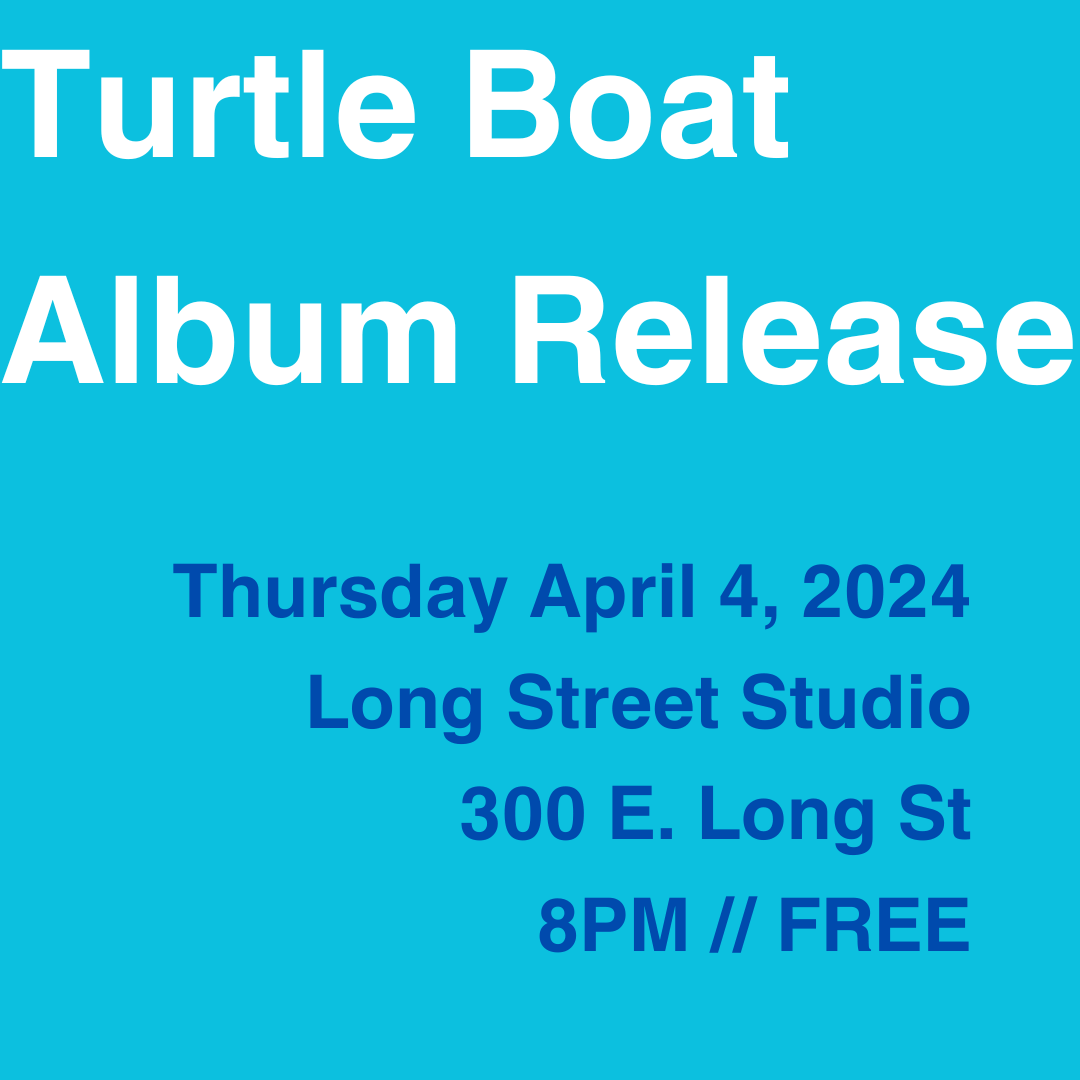 Turtle Boat
Album Release
Thursday April 4, 2024
Long Street Studio
300 E. Long St
8PM // FREE